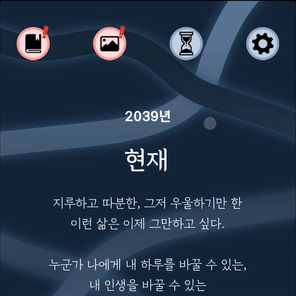 2039년
현재
지루하고 따분한, 그저 우울하기만 한
이런 삶은 이제 그만하고 싶다.
누군가 나에게 내 하루를 바꿀 수 있는,
내 인생을 바꿀 수 있는